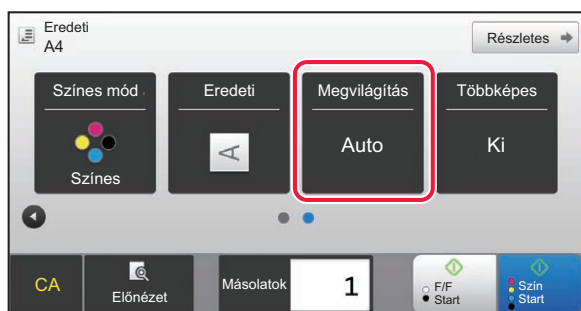 Eredeti
A4
Részletes
Színes mód
Eredeti
Megvilágítás
Többképes
Színes
A
Auto
Ki
CA
Előnézet
Másolatok
1
F/F
Start
Szín
Start